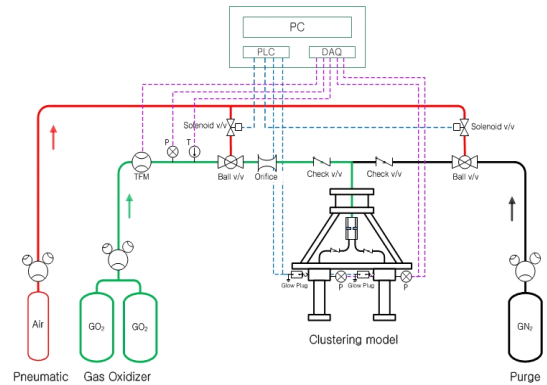 PC
PLC DAQ
Solenoid v/v Solenoid v/v
P T
TFM Ball v/v Orifice Check v/v Check v/v Ball v/v
Glow Plug P Glow Plug P
Air GO₂ GO₂ GN₂
Clustering model
Pneumatic Gas Oxidizer Purge